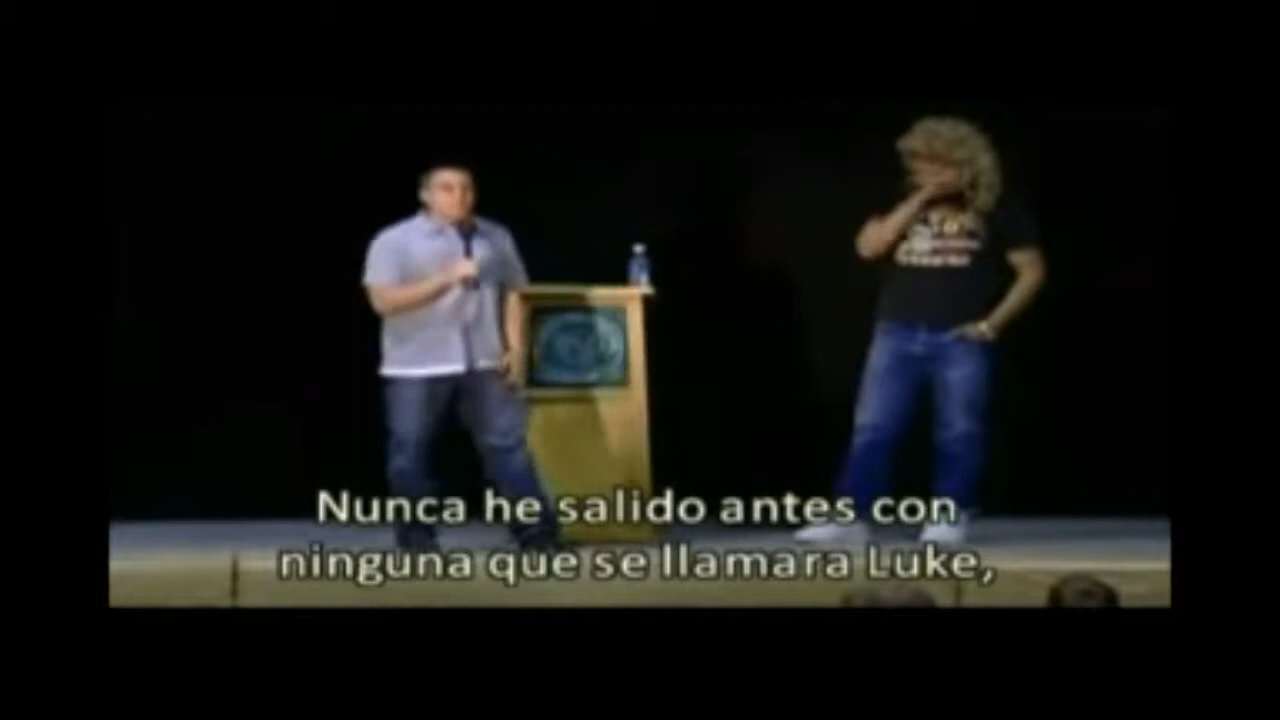 Nunca he salido antes con
ninguna que se llamara Luke,